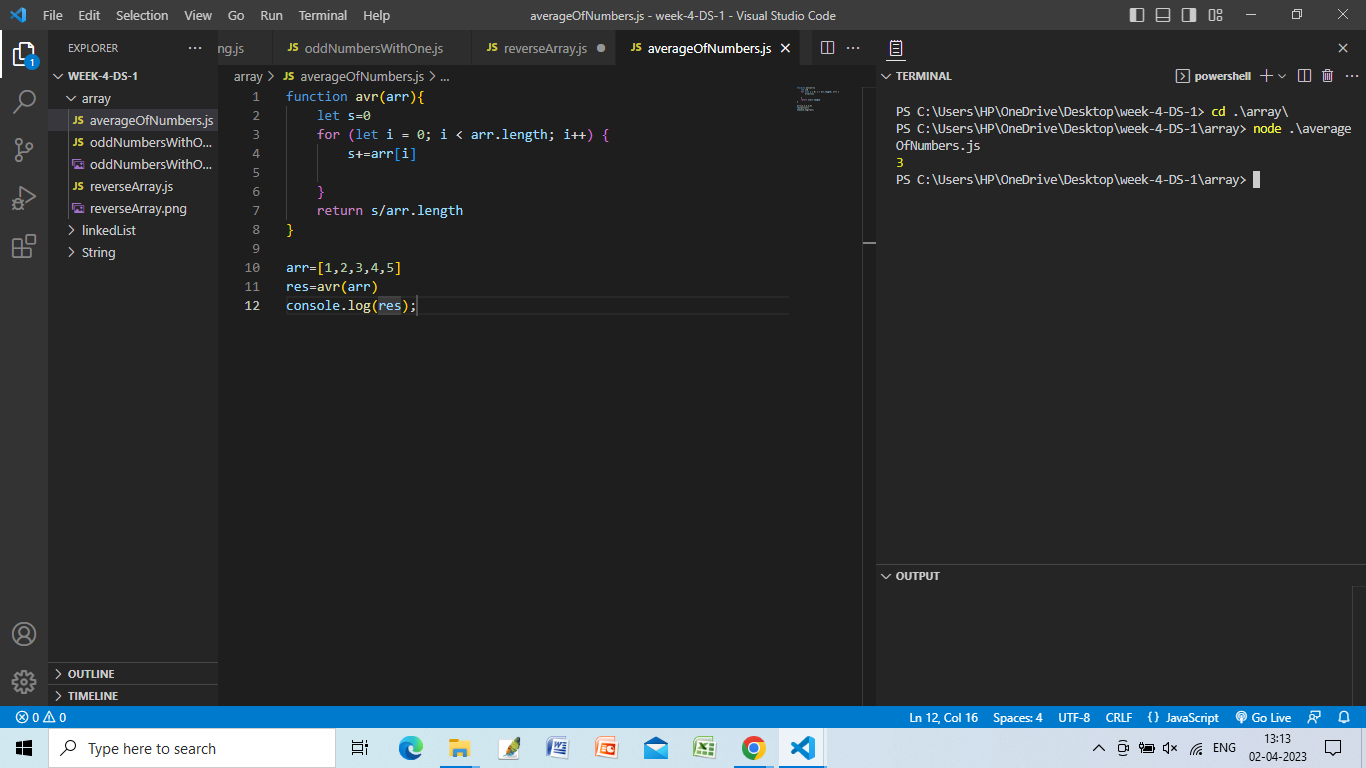 File Edit Selection View Go Run Terminal Help averageOfNumbers.js - week-4-DS-1 - Visual Studio Code
EXPLORER ...
ng.js JS oddNumbersWithOne.js JS reverseArray.js JS averageOfNumbers.js
1
WEEK-4-DS-1
array
JS averageOfNumbers.js
JS oddNumbersWithO...
oddNumbersWithO...
JS reverseArray.js
reverseArray.png
linkedList
String
OUTLINE
TIMELINE
array > JS averageOfNumbers.js > ...
1 function avr(arr){
2 let s=0
3 for (let i = 0; i < arr.length; i++) {
4 s+=arr[i]
5
6 }
7 return s/arr.length
8 }
9
10 arr=[1,2,3,4,5]
11 res=avr(arr)
12 console.log(res);
TERMINAL powershell
PS C:\Users\HP\OneDrive\Desktop\week-4-DS-1> cd .\array\
PS C:\Users\HP\OneDrive\Desktop\week-4-DS-1\array> node .\average
OfNumbers.js
3
PS C:\Users\HP\OneDrive\Desktop\week-4-DS-1\array>
OUTPUT
0 0 Ln 12, Col 16 Spaces: 4 UTF-8 CRLF {} JavaScript Go Live
Type here to search
ENG
13:13
02-04-2023